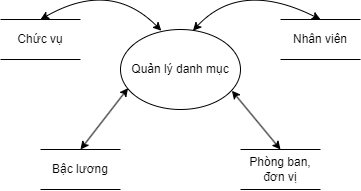 Chức vụ
Nhân viên
Quản lý danh mục
Bậc lương
Phòng ban,
đơn vị